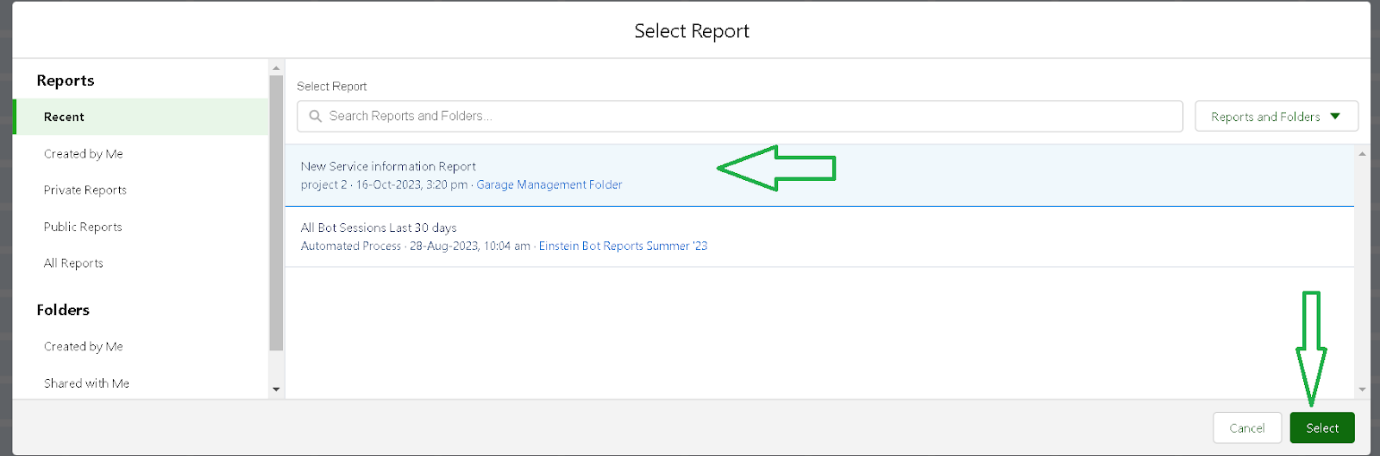 Select Report
Reports
Recent
Created by Me
Private Reports
Public Reports
All Reports
Folders
Created by Me
Shared with Me
Select Report
Search Reports and Folders...
Reports and Folders
New Service information Report
project 2 · 16-Oct-2023, 3:20 pm · Garage Management Folder
All Bot Sessions Last 30 days
Automated Process · 28-Aug-2023, 10:04 am · Einstein Bot Reports Summer '23
Cancel
Select